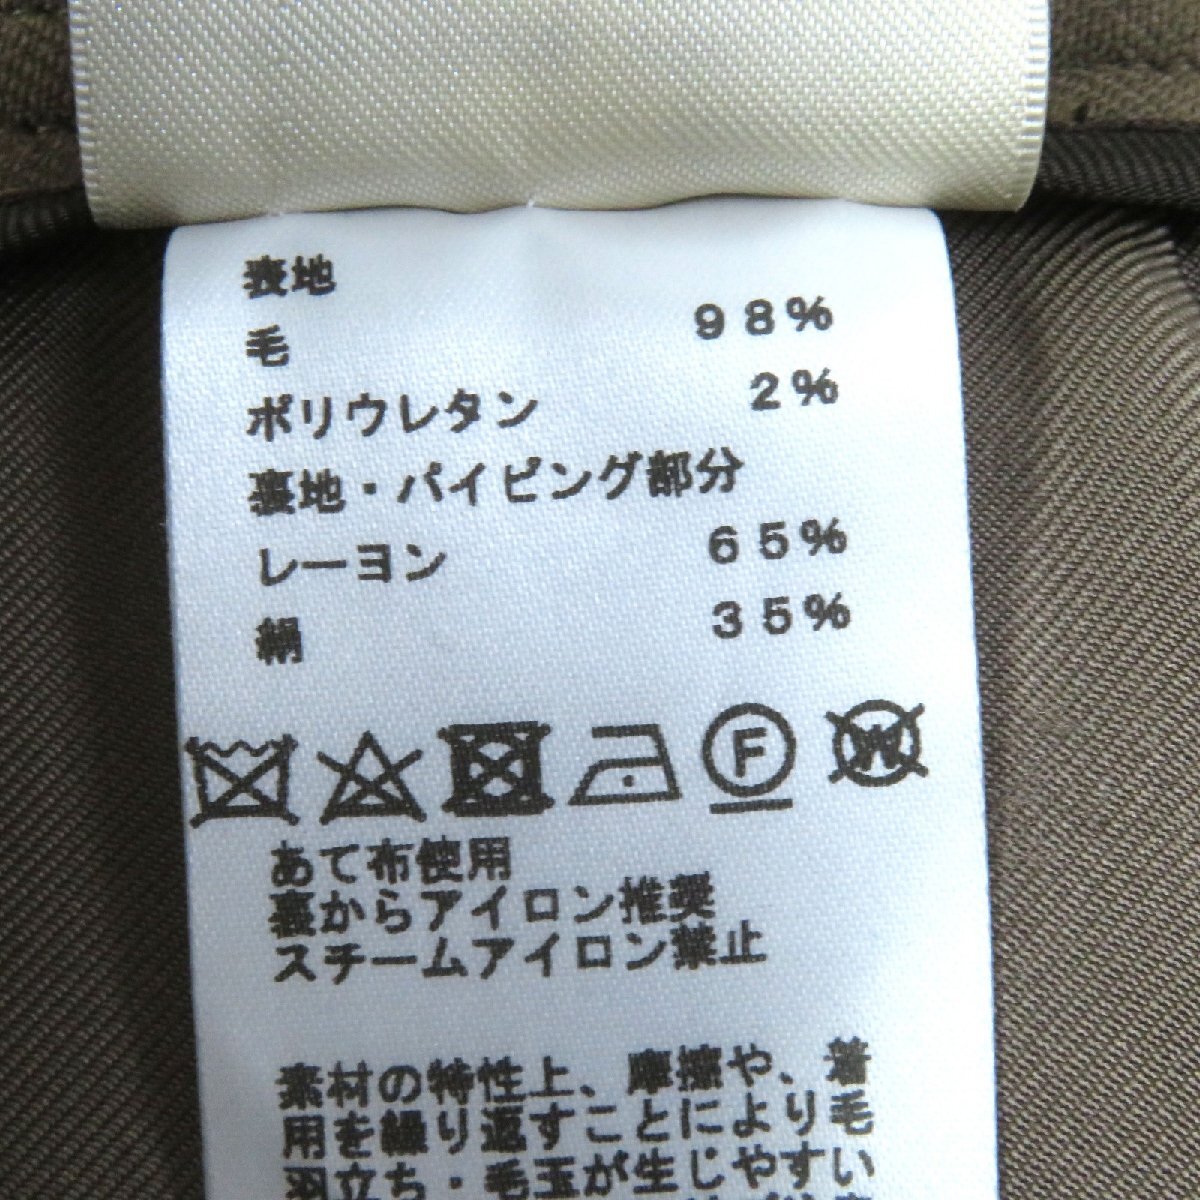 表地
毛 98%
ポリウレタン 2%
裏地・パイピング部分
レーヨン 65%
絹 35%
F W
あて布使用
裏からアイロン推奨
スチームアイロン禁止
素材の特性上、摩擦や、着
用を繰り返すことにより毛
羽立ち・毛玉が生じやすい